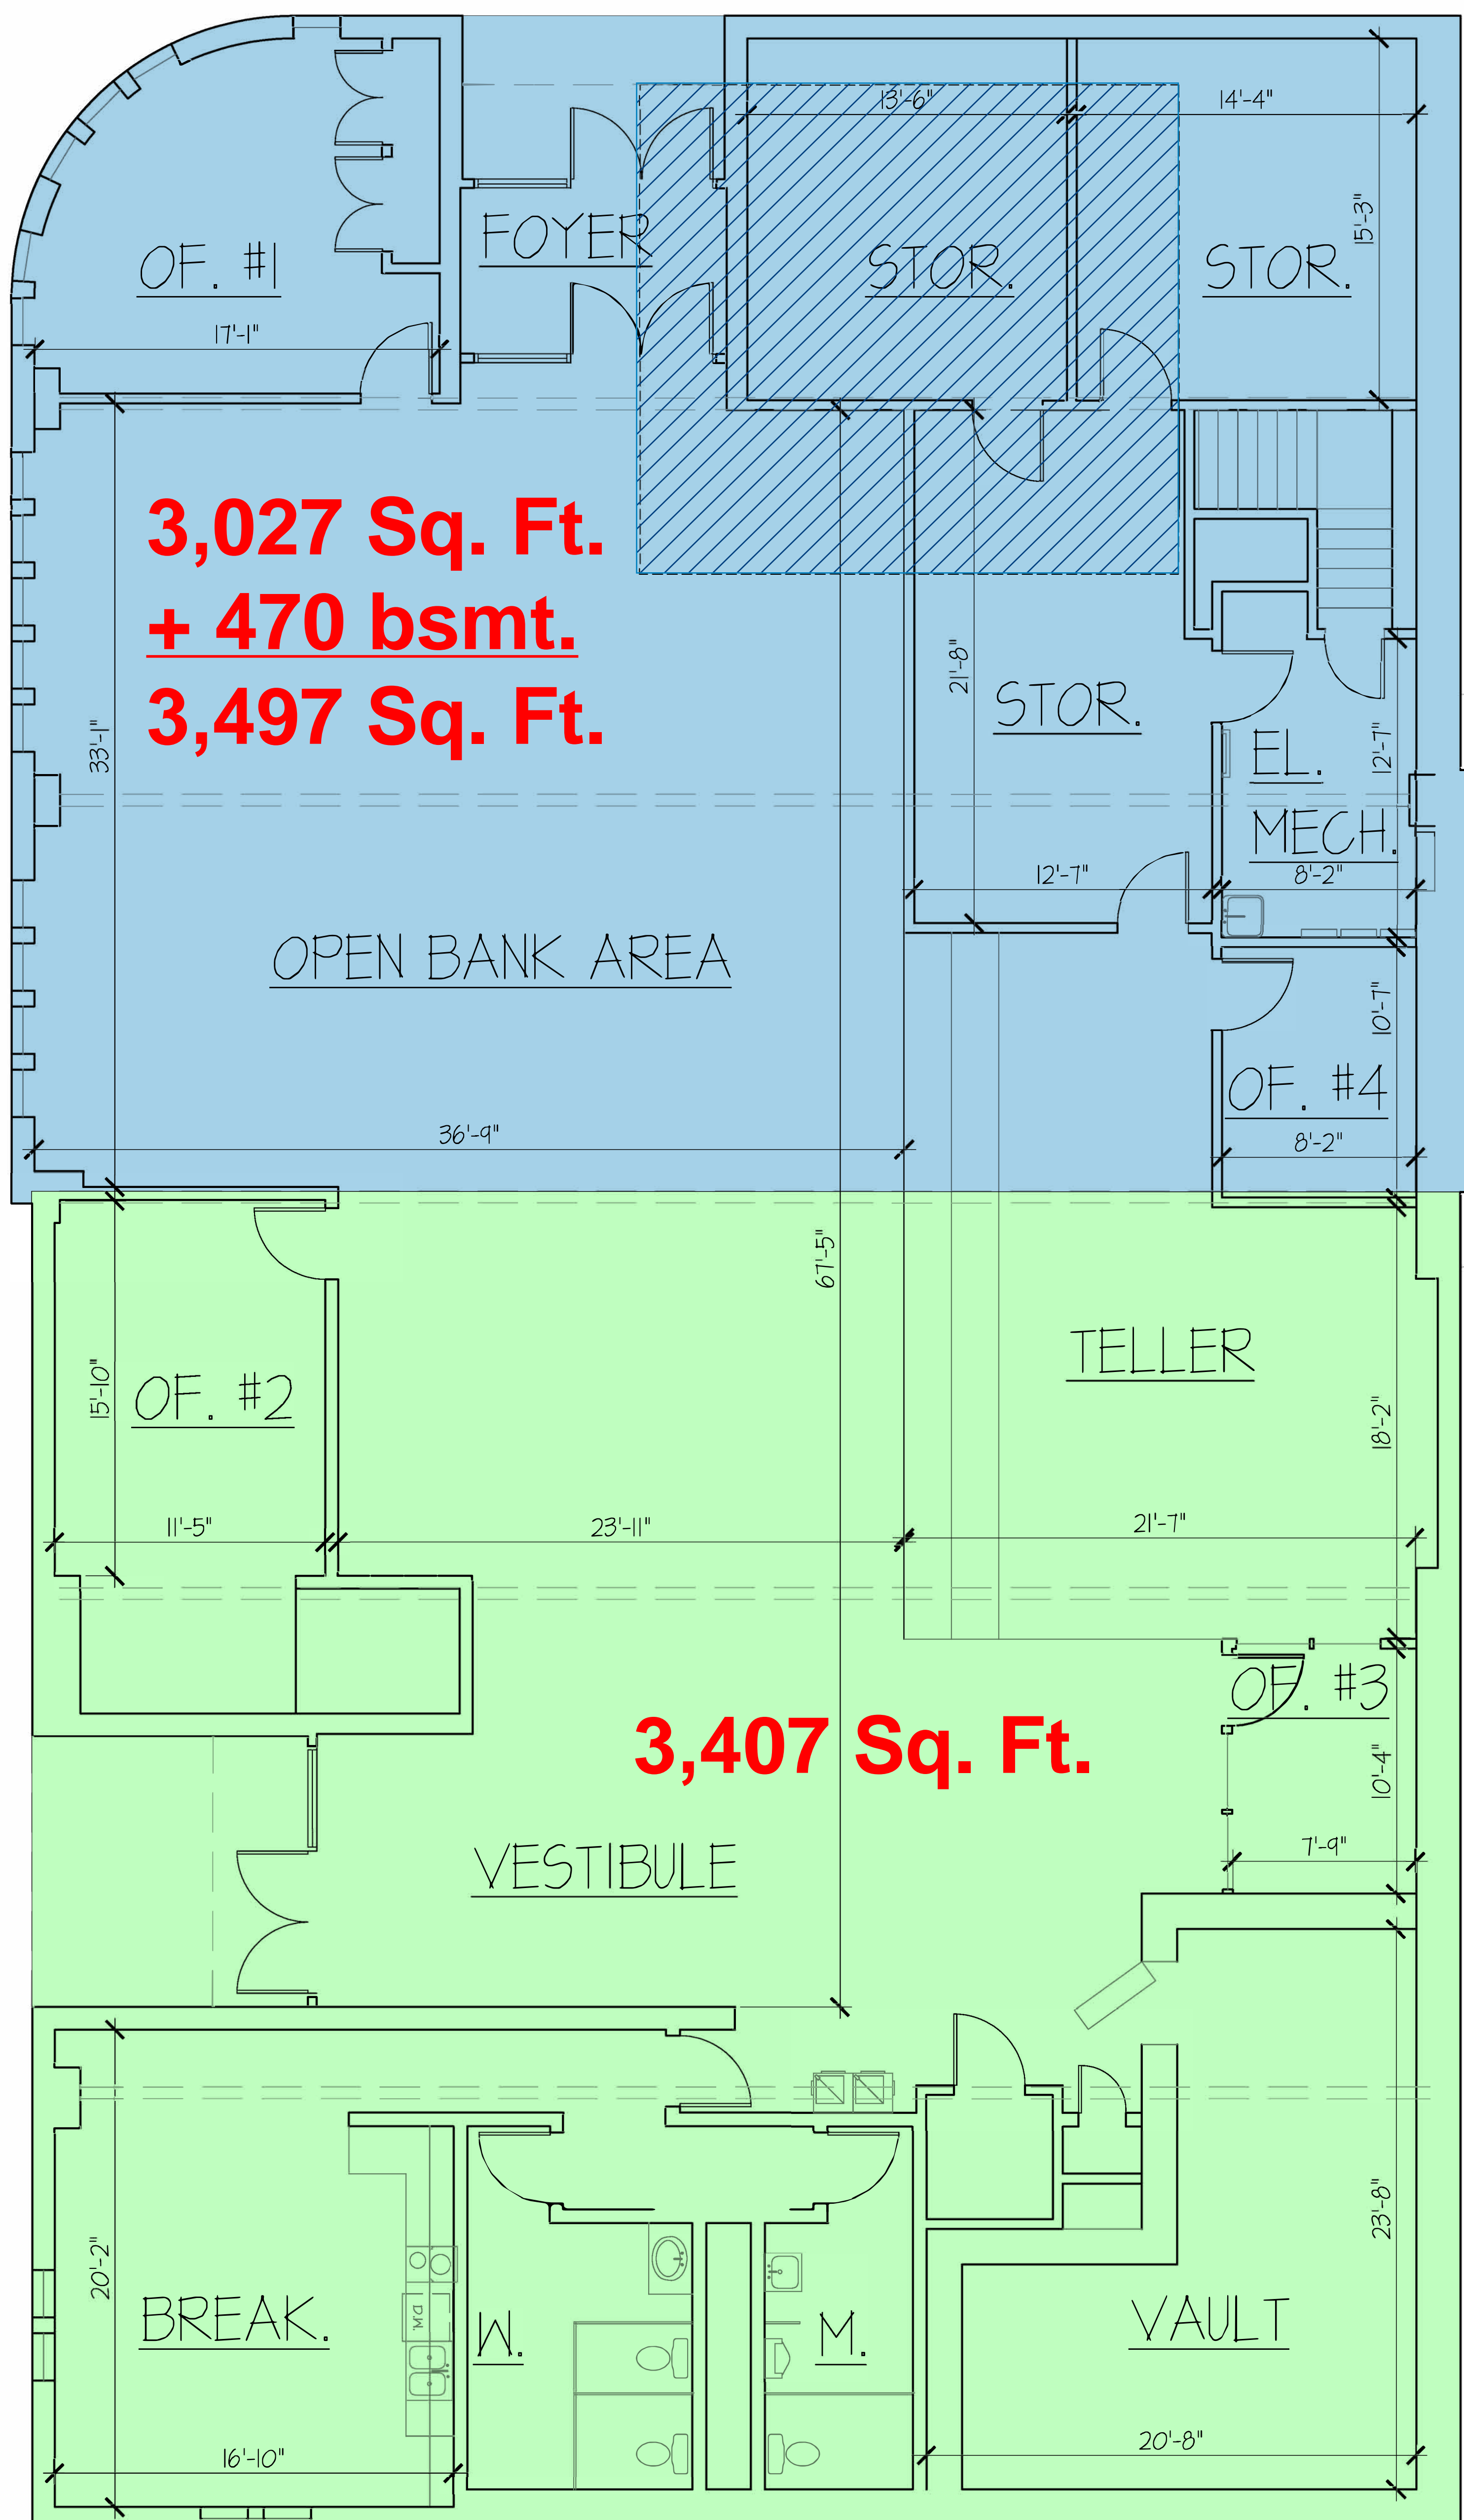 13'-6"
14'-4"
15'-3"
FOYER
OF. #1
STOR.
STOR.
17'-1"
3,027 Sq. Ft.
+ 470 bsmt.
3,497 Sq. Ft.
33'-1"
21'-8"
STOR.
EL.
MECH.
12'-7"
12'-7"
8'-2"
OPEN BANK AREA
10'-7"
OF. #4
36'-9"
8'-2"
67'-5"
TELLER
15'-10"
OF. #2
18'-2"
11'-5"
23'-11"
21'-7"
OF. #3
3,407 Sq. Ft.
10'-4"
7'-9"
VESTIBULE
20'-2"
23'-8"
BREAK.
D.W.
W.
M.
VAULT
16'-10"
20'-8"